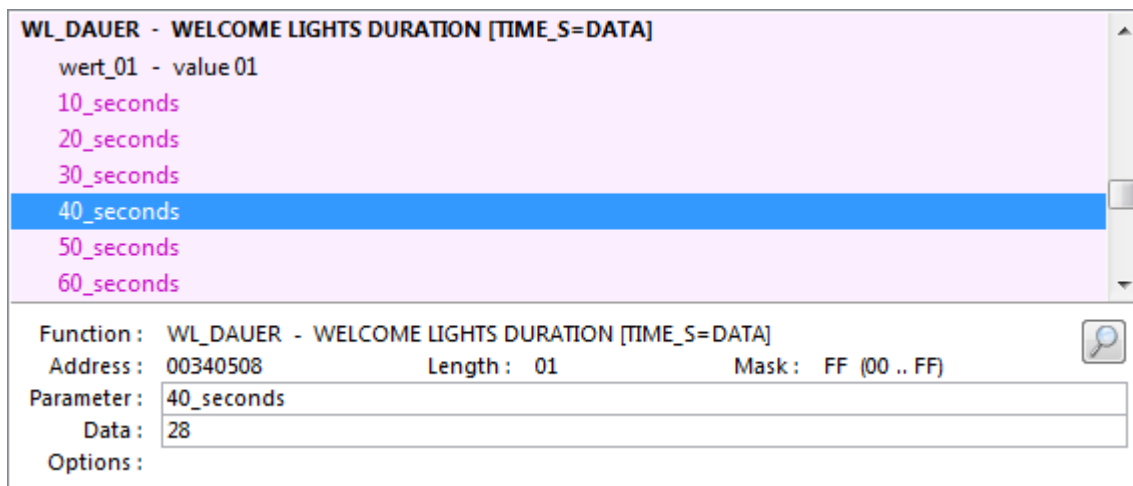 WL_DAUER - WELCOME LIGHTS DURATION [TIME_S=DATA]
wert_01 - value 01
10_seconds
20_seconds
30_seconds
40_seconds
50_seconds
60_seconds
Function : WL_DAUER - WELCOME LIGHTS DURATION [TIME_S=DATA]
Address : 00340508 Length : 01 Mask : FF (00 .. FF)
Parameter : 40_seconds
Data : 28
Options :